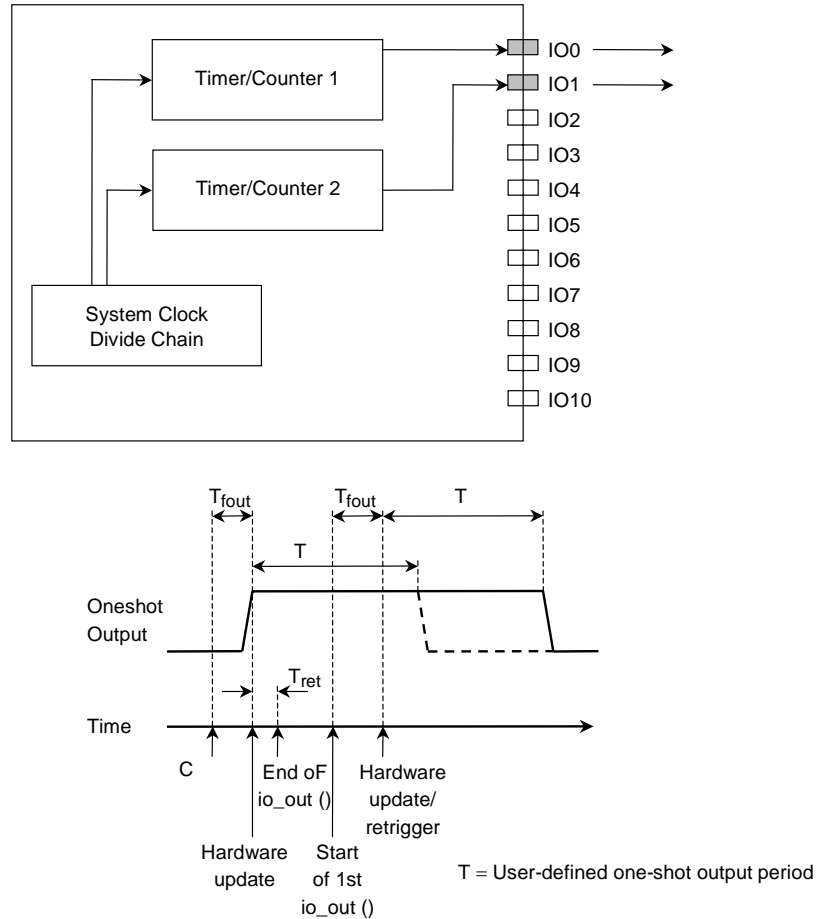 Timer/Counter 1
Timer/Counter 2
System Clock
Divide Chain
IO0
IO1
IO2
IO3
IO4
IO5
IO6
IO7
IO8
IO9
IO10
Tfout
Tfout
T
T
Oneshot
Output
Tret
Time
C
End oF
io_out ()
Hardware
update/
retrigger
Hardware
update
Start
of 1st
io_out ()
T = User-defined one-shot output period